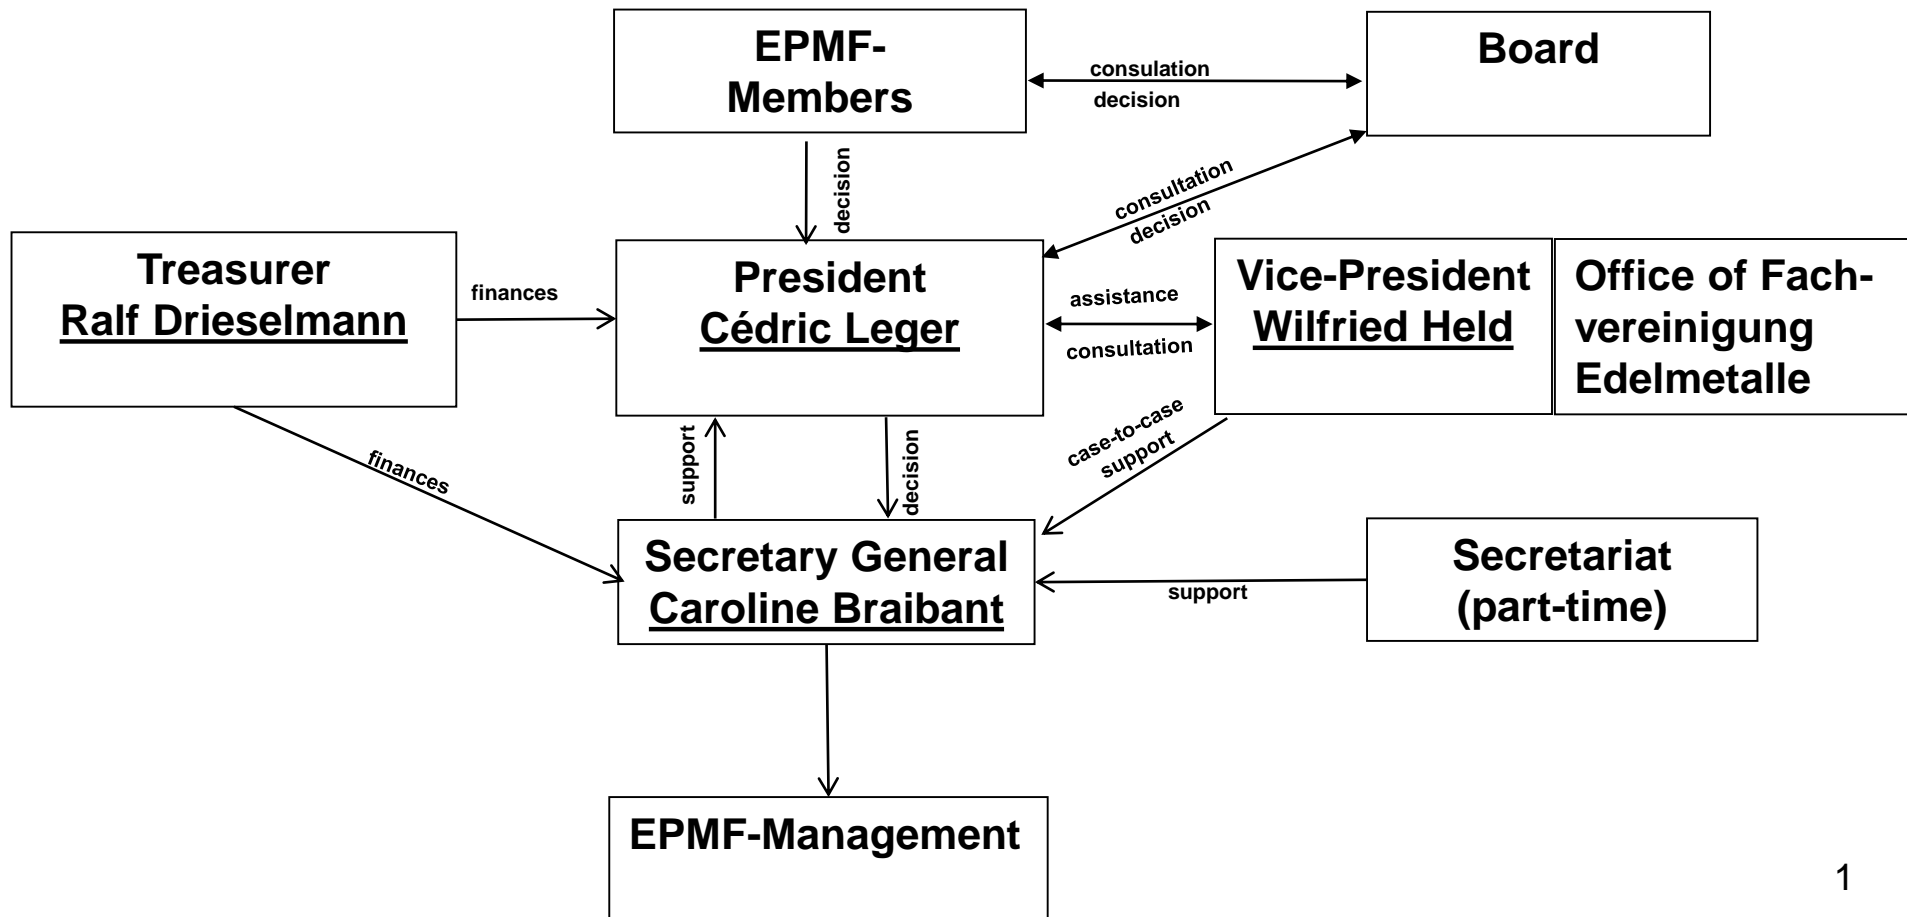 EPMF-
Members
Board
consulation
decision
decision
consultation
decision
Treasurer
Ralf Drieselmann
finances
President
Cédric Leger
assistance
consultation
Vice-President
Wilfried Held
Office of Fach-
vereinigung
Edelmetalle
finances
support
decision
case-to-case
support
Secretary General
Caroline Braibant
support
Secretariat
(part-time)
EPMF-Management
1